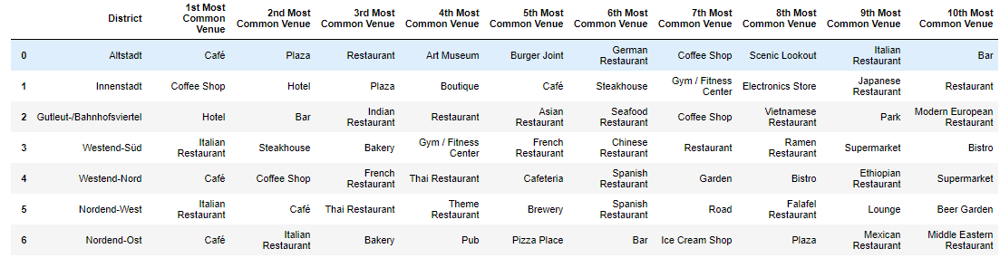 District 1st Most Common Venue 2nd Most Common Venue 3rd Most Common Venue 4th Most Common Venue 5th Most Common Venue 6th Most Common Venue 7th Most Common Venue 8th Most Common Venue 9th Most Common Venue 10th Most Common Venue
0 Altstadt Café Plaza Restaurant Art Museum Burger Joint German Restaurant Coffee Shop Scenic Lookout Italian Restaurant Bar
1 Innenstadt Coffee Shop Hotel Plaza Boutique Café Steakhouse Gym / Fitness Center Electronics Store Japanese Restaurant Restaurant
2 Gutleut-/Bahnhofsviertel Hotel Bar Indian Restaurant Restaurant Asian Restaurant Seafood Restaurant Coffee Shop Vietnamese Restaurant Park Modern European Restaurant
3 Westend-Süd Italian Restaurant Steakhouse Bakery Gym / Fitness Center French Restaurant Chinese Restaurant Restaurant Ramen Restaurant Supermarket Bistro
4 Westend-Nord Café Coffee Shop French Restaurant Thai Restaurant Cafeteria Spanish Restaurant Garden Bistro Ethiopian Restaurant Supermarket
5 Nordend-West Italian Restaurant Café Thai Restaurant Theme Restaurant Brewery Spanish Restaurant Road Falafel Restaurant Lounge Beer Garden
6 Nordend-Ost Café Italian Restaurant Bakery Pub Pizza Place Bar Ice Cream Shop Plaza Mexican Restaurant Middle Eastern Restaurant